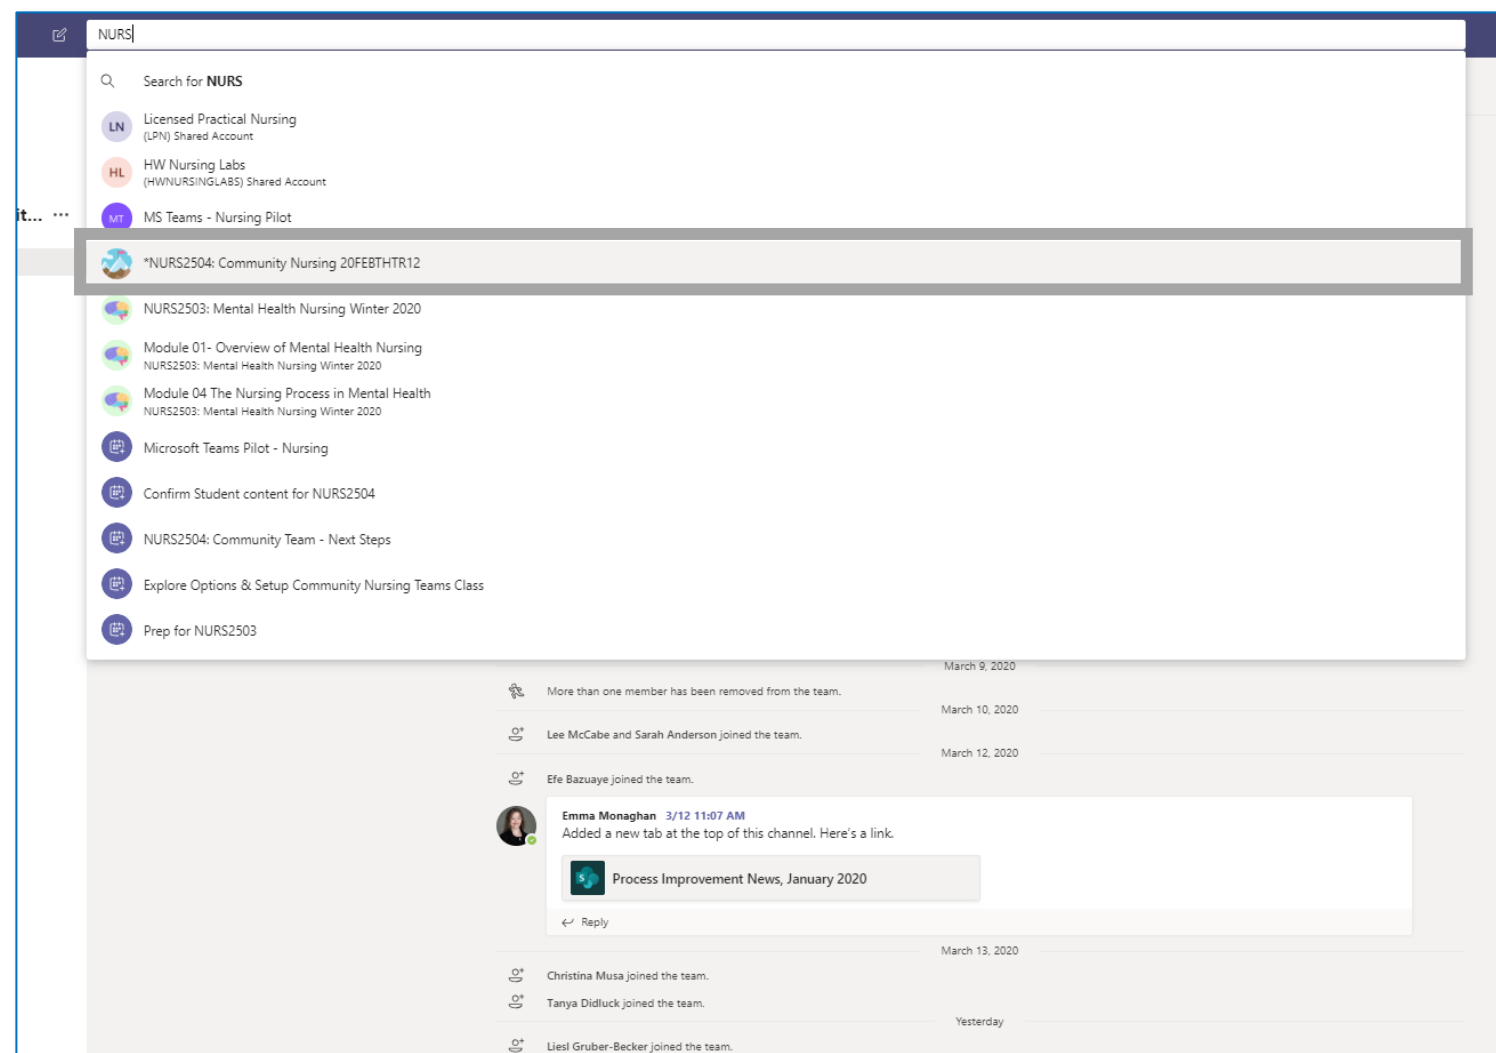 NURS
Search for NURS
LN
Licensed Practical Nursing
(LPN) Shared Account
HL
HW Nursing Labs
(HWNURSINGLABS) Shared Account
it... ···
MT
MS Teams - Nursing Pilot
*NURS2504: Community Nursing 20FEBTHTR12
NURS2503: Mental Health Nursing Winter 2020
Module 01- Overview of Mental Health Nursing
NURS2503: Mental Health Nursing Winter 2020
Module 04 The Nursing Process in Mental Health
NURS2503: Mental Health Nursing Winter 2020
Microsoft Teams Pilot - Nursing
Confirm Student content for NURS2504
NURS2504: Community Team - Next Steps
Explore Options & Setup Community Nursing Teams Class
Prep for NURS2503
March 9, 2020
More than one member has been removed from the team.
March 10, 2020
Lee McCabe and Sarah Anderson joined the team.
March 12, 2020
Efe Bazuaye joined the team.
Emma Monaghan 3/12 11:07 AM
Added a new tab at the top of this channel. Here's a link.
S
Process Improvement News, January 2020
Reply
March 13, 2020
Christina Musa joined the team.
Tanya Didluck joined the team.
Yesterday
Liesl Gruber-Becker joined the team.